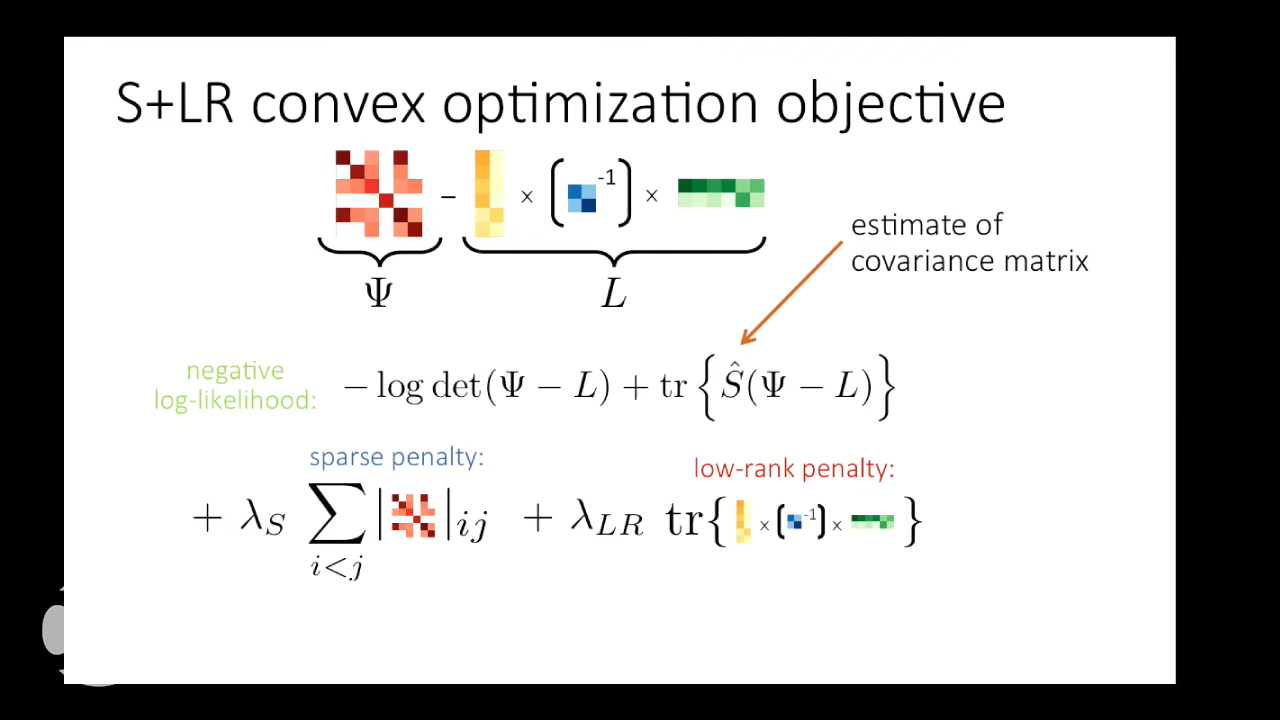 S+LR convex optimization objective
− × ( -1 ) ×
Ψ L
estimate of
covariance matrix
negative
log-likelihood:
− log det(Ψ − L) + tr { Ŝ(Ψ − L) }
sparse penalty:
low-rank penalty:
+ λ_S ∑_{i<j} | |_{ij} + λ_{LR} tr{ × ( -1 ) × }